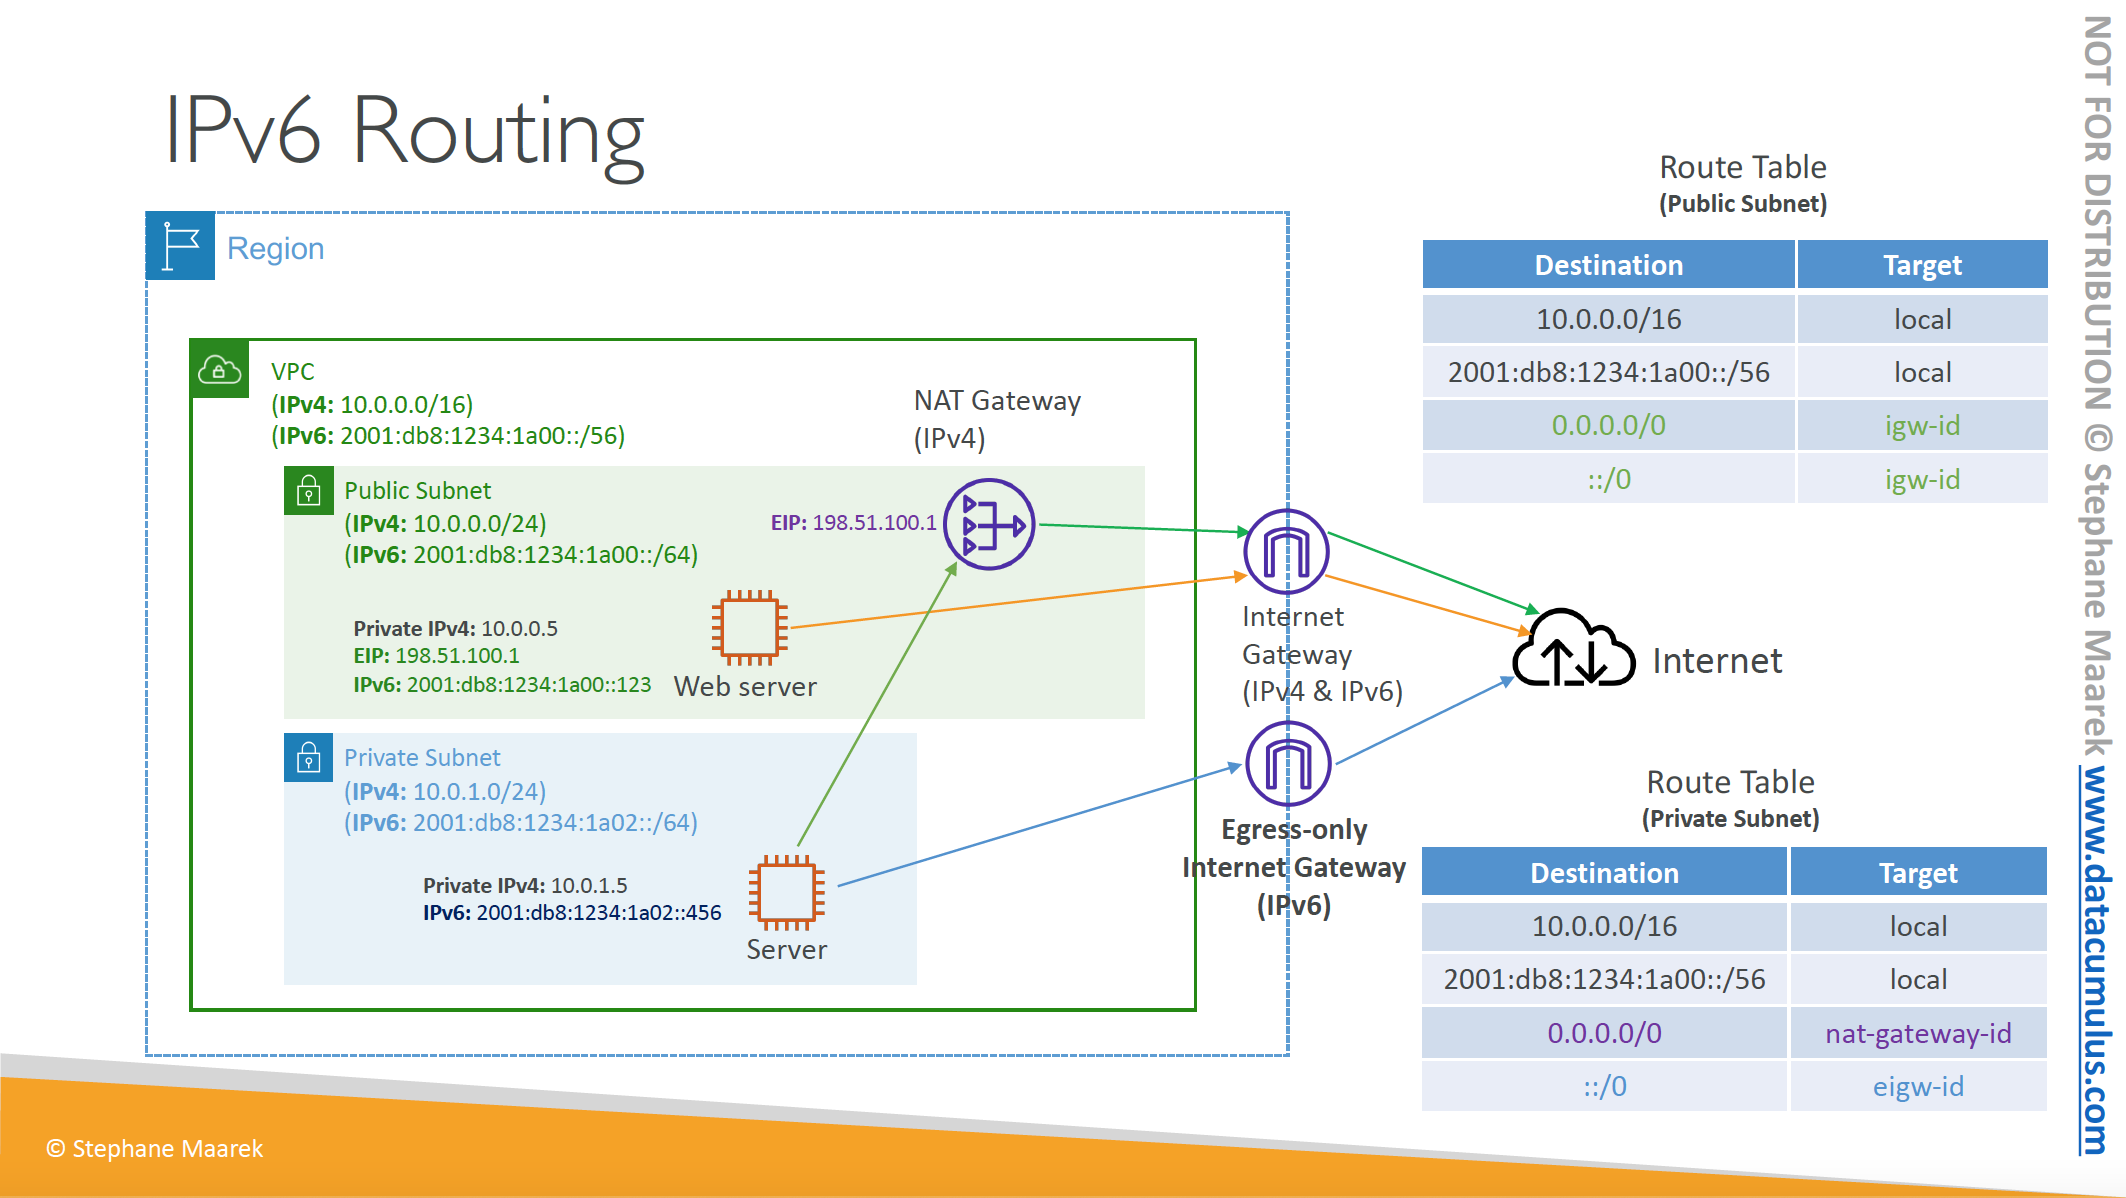 IPv6 Routing
Region
VPC
(IPv4: 10.0.0.0/16)
(IPv6: 2001:db8:1234:1a00::/56)
NAT Gateway
(IPv4)
Public Subnet
(IPv4: 10.0.0.0/24)
(IPv6: 2001:db8:1234:1a00::/64)
EIP: 198.51.100.1
Private IPv4: 10.0.0.5
EIP: 198.51.100.1
IPv6: 2001:db8:1234:1a00::123
Web server
Private Subnet
(IPv4: 10.0.1.0/24)
(IPv6: 2001:db8:1234:1a02::/64)
Private IPv4: 10.0.1.5
IPv6: 2001:db8:1234:1a02::456
Server
Internet
Gateway
(IPv4 & IPv6)
Egress-only
Internet Gateway
(IPv6)
Internet
Route Table
(Public Subnet)
Destination Target
10.0.0.0/16 local
2001:db8:1234:1a00::/56 local
0.0.0.0/0 igw-id
::/0 igw-id
Route Table
(Private Subnet)
Destination Target
10.0.0.0/16 local
2001:db8:1234:1a00::/56 local
0.0.0.0/0 nat-gateway-id
::/0 eigw-id
© Stephane Maarek
NOT FOR DISTRIBUTION © Stephane Maarek www.datacumulus.com